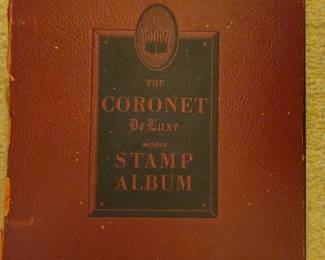 THE
CORONET
De Luxe
WORLD
STAMP
ALBUM